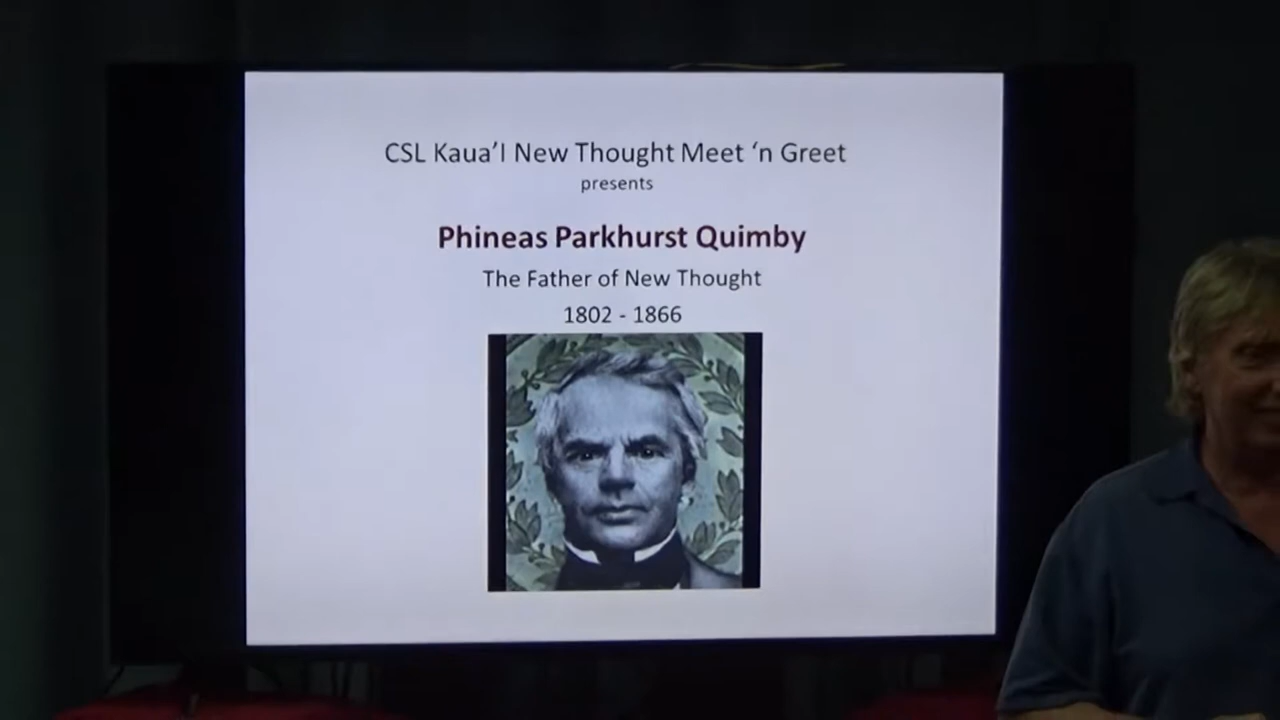 CSL Kaua’I New Thought Meet ‘n Greet
presents
Phineas Parkhurst Quimby
The Father of New Thought
1802 - 1866